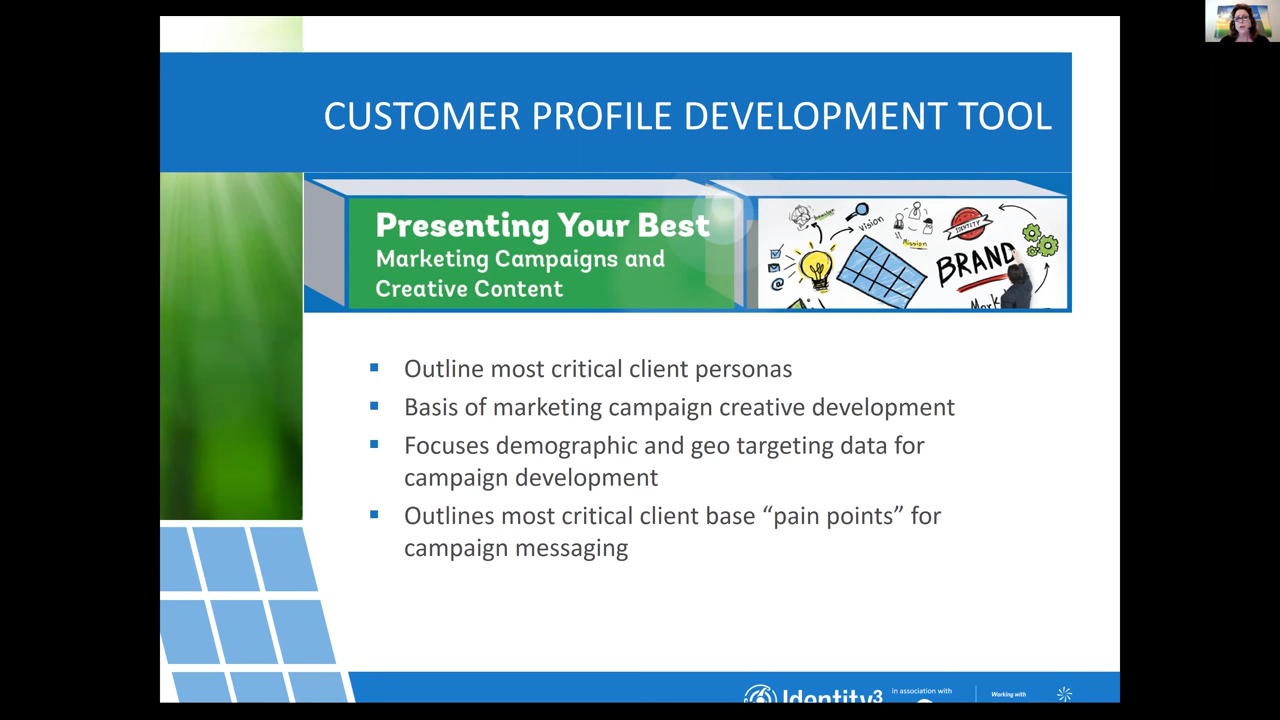 CUSTOMER PROFILE DEVELOPMENT TOOL
Presenting Your Best
Marketing Campaigns and
Creative Content
vision
Mission
IDENTITY
BRAND
▪ Outline most critical client personas
▪ Basis of marketing campaign creative development
▪ Focuses demographic and geo targeting data for
campaign development
▪ Outlines most critical client base “pain points” for
campaign messaging
Identity3
in association with
Working with